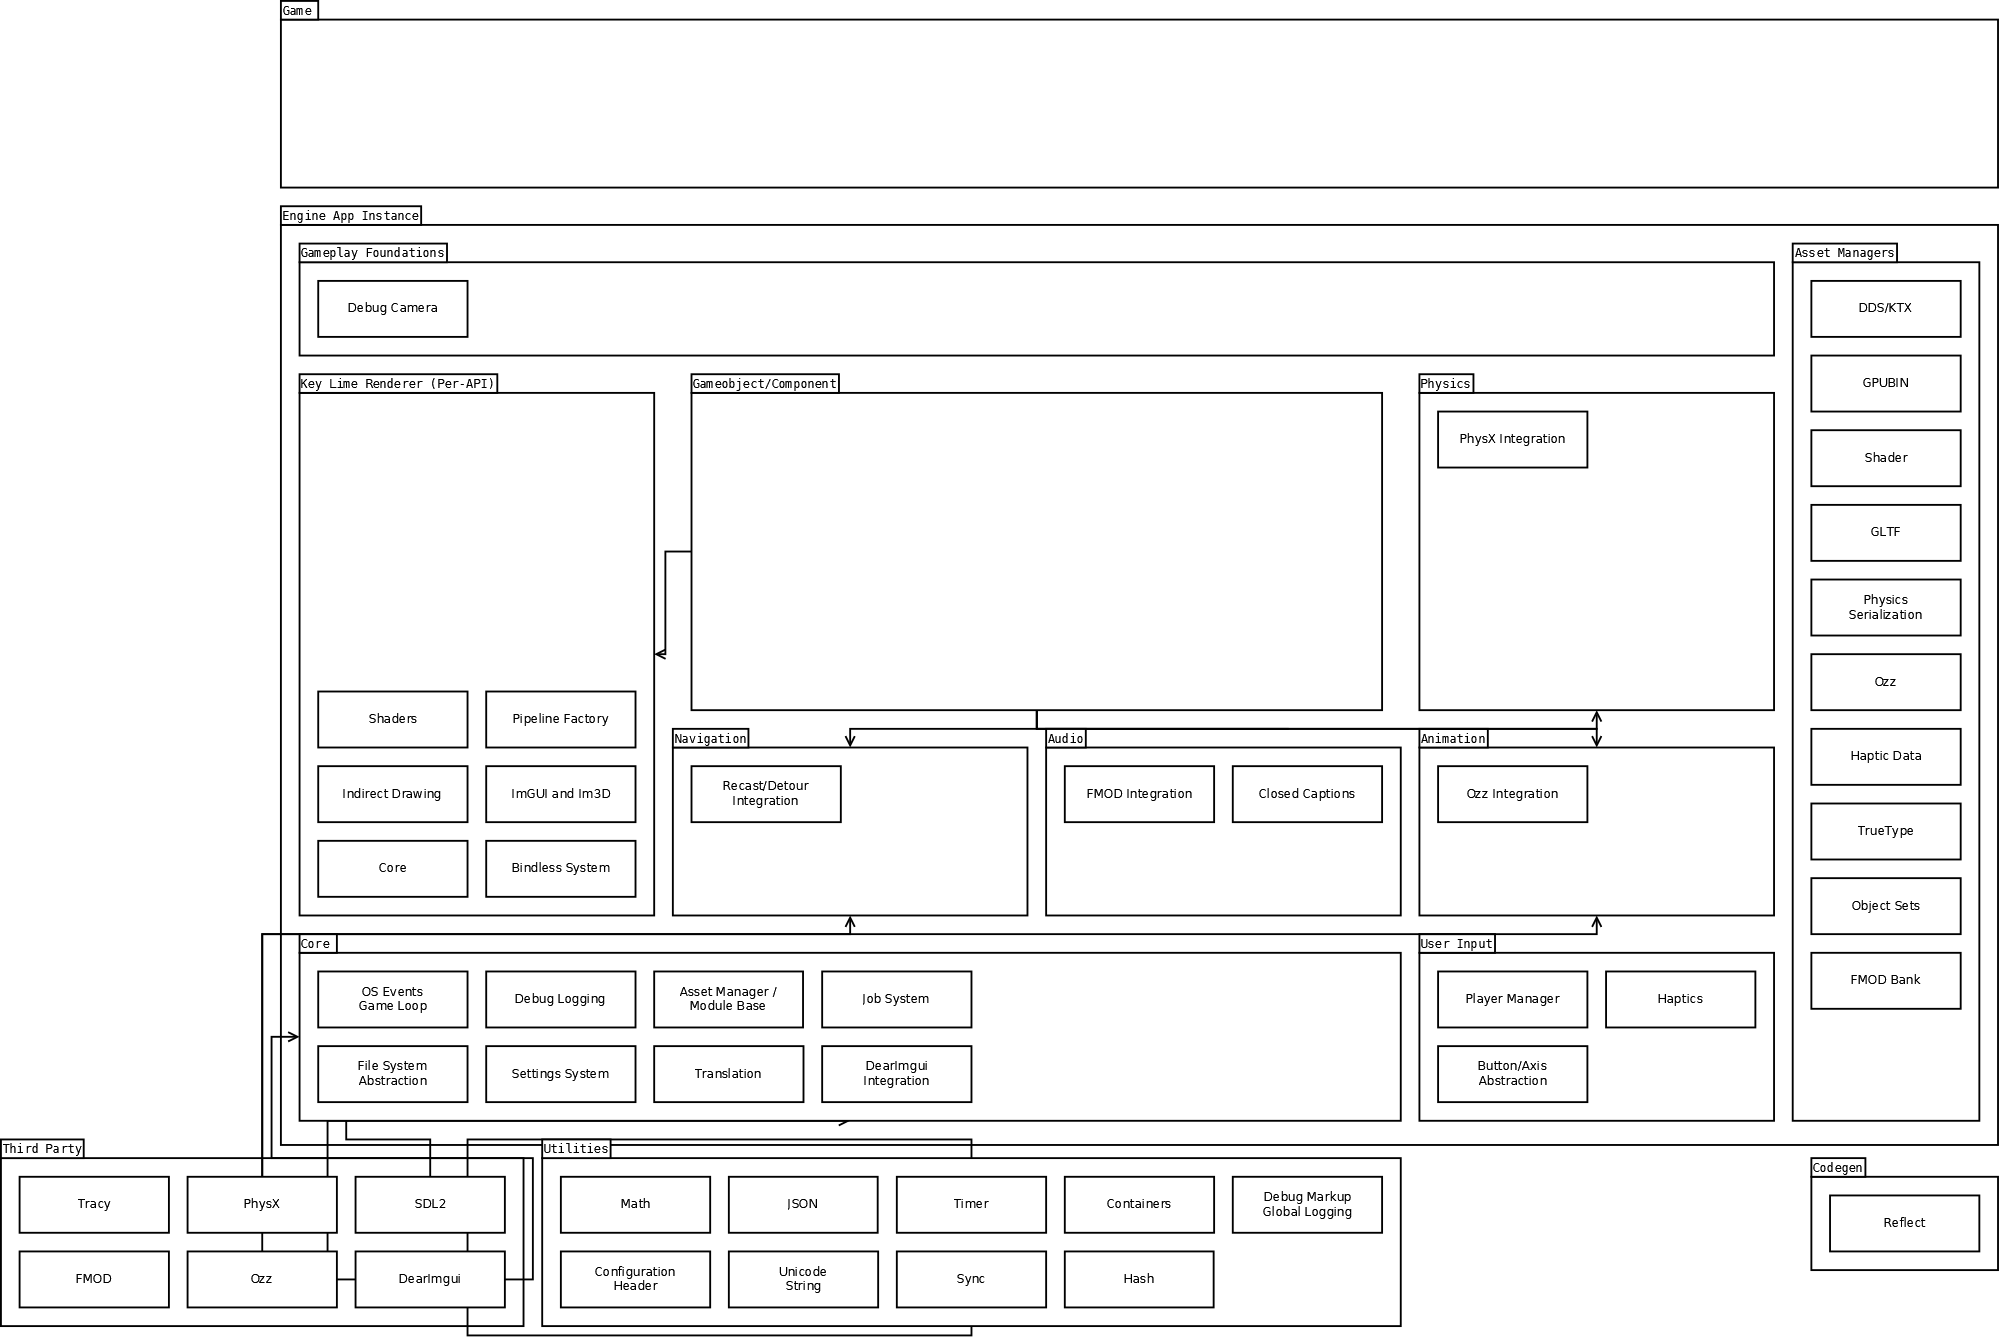 Game
Engine App Instance
Gameplay Foundations
Debug Camera
Asset Managers
DDS/KTX
GPUBIN
Shader
GLTF
Physics
Serialization
Ozz
Haptic Data
TrueType
Object Sets
FMOD Bank
Key Lime Renderer (Per-API)
Shaders
Pipeline Factory
Indirect Drawing
ImGUI and Im3D
Core
Bindless System
Gameobject/Component
Physics
PhysX Integration
Navigation
Recast/Detour
Integration
Audio
FMOD Integration
Closed Captions
Animation
Ozz Integration
Core
OS Events
Game Loop
Debug Logging
Asset Manager /
Module Base
Job System
File System
Abstraction
Settings System
Translation
DearImgui
Integration
User Input
Player Manager
Haptics
Button/Axis
Abstraction
Third Party
Tracy
PhysX
SDL2
FMOD
Ozz
DearImgui
Utilities
Math
JSON
Timer
Containers
Debug Markup
Global Logging
Configuration
Header
Unicode
String
Sync
Hash
Codegen
Reflect